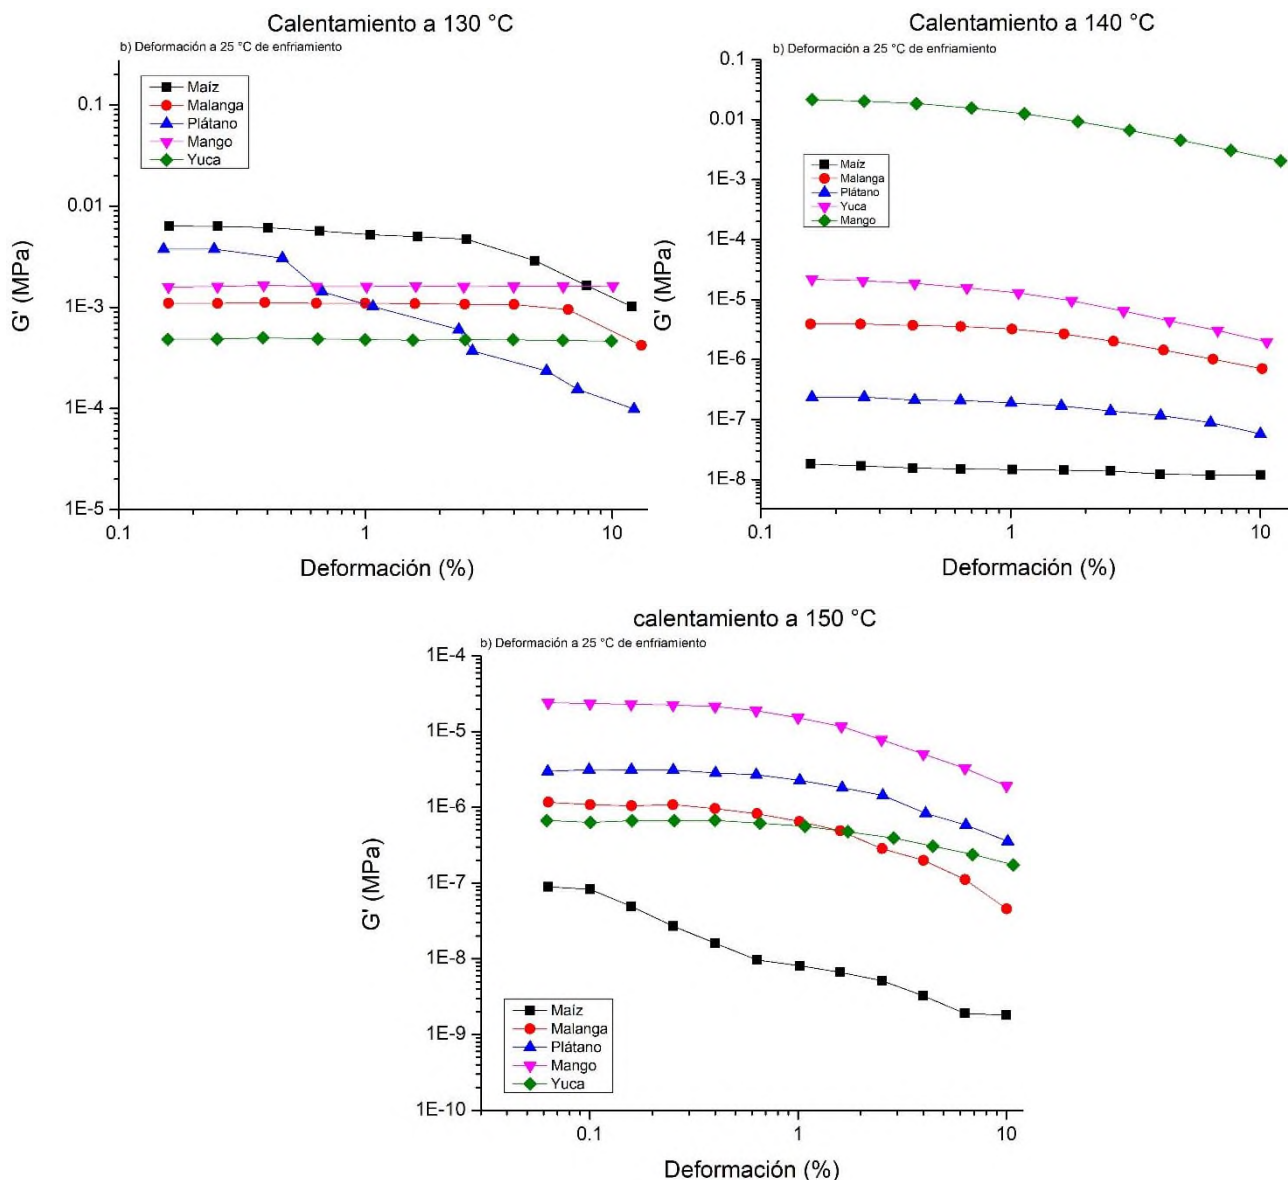 Calentamiento a 130 °C
b) Deformación a 25 °C de enfriamiento
Maíz
Malanga
Plátano
Mango
Yuca
0.1
0.01
1E-3
1E-4
1E-5
G' (MPa)
0.1
1
10
Deformación (%)
Calentamiento a 140 °C
b) Deformación a 25 °C de enfriamiento
0.1
0.01
1E-3
1E-4
1E-5
1E-6
1E-7
1E-8
Maíz
Malanga
Plátano
Yuca
Mango
G' (MPa)
0.1
1
10
Deformación (%)
calentamiento a 150 °C
b) Deformación a 25 °C de enfriamiento
1E-4
1E-5
1E-6
1E-7
1E-8
1E-9
1E-10
G' (MPa)
Maíz
Malanga
Plátano
Mango
Yuca
0.1
1
10
Deformación (%)